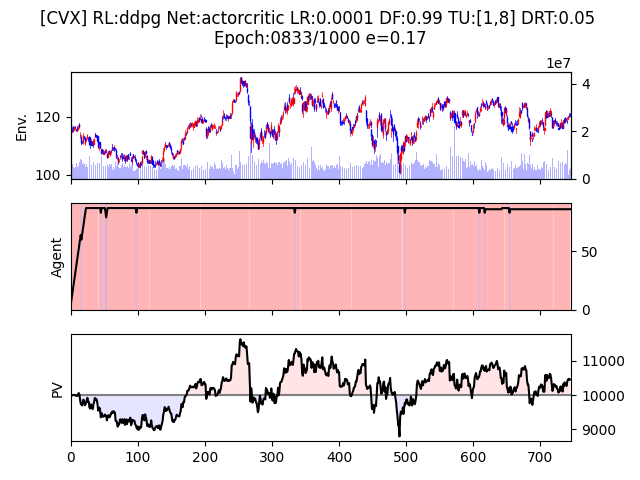 [CVX] RL:ddpg Net:actorcritic LR:0.0001 DF:0.99 TU:[1,8] DRT:0.05
Epoch:0833/1000 e=0.17
1e7
Env.
120
100
4
2
0
Agent
50
0
PV
11000
10000
9000
0 100 200 300 400 500 600 700